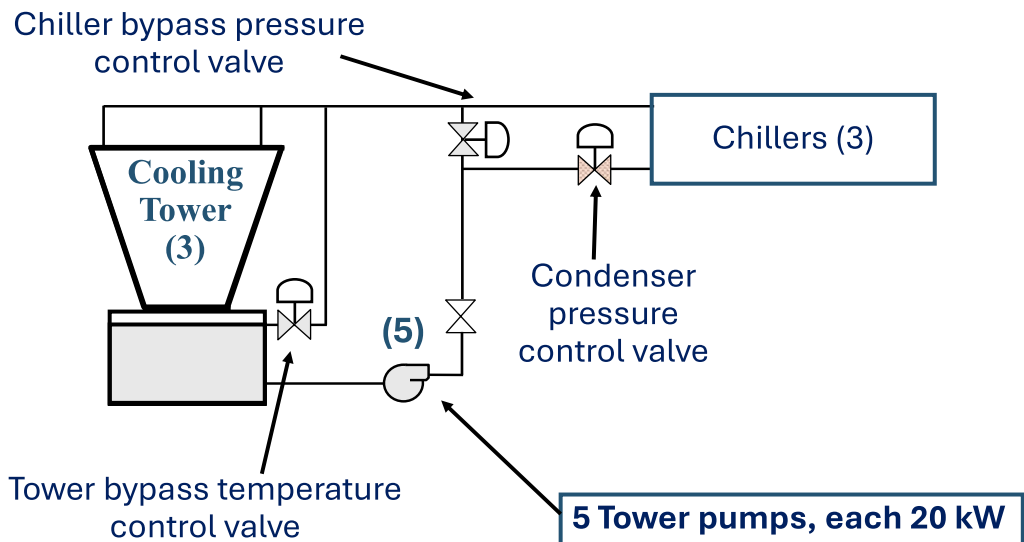 Chiller bypass pressure
control valve
Chillers (3)
Cooling
Tower
(3)
Condenser
pressure
control valve
(5)
Tower bypass temperature
control valve
5 Tower pumps, each 20 kW